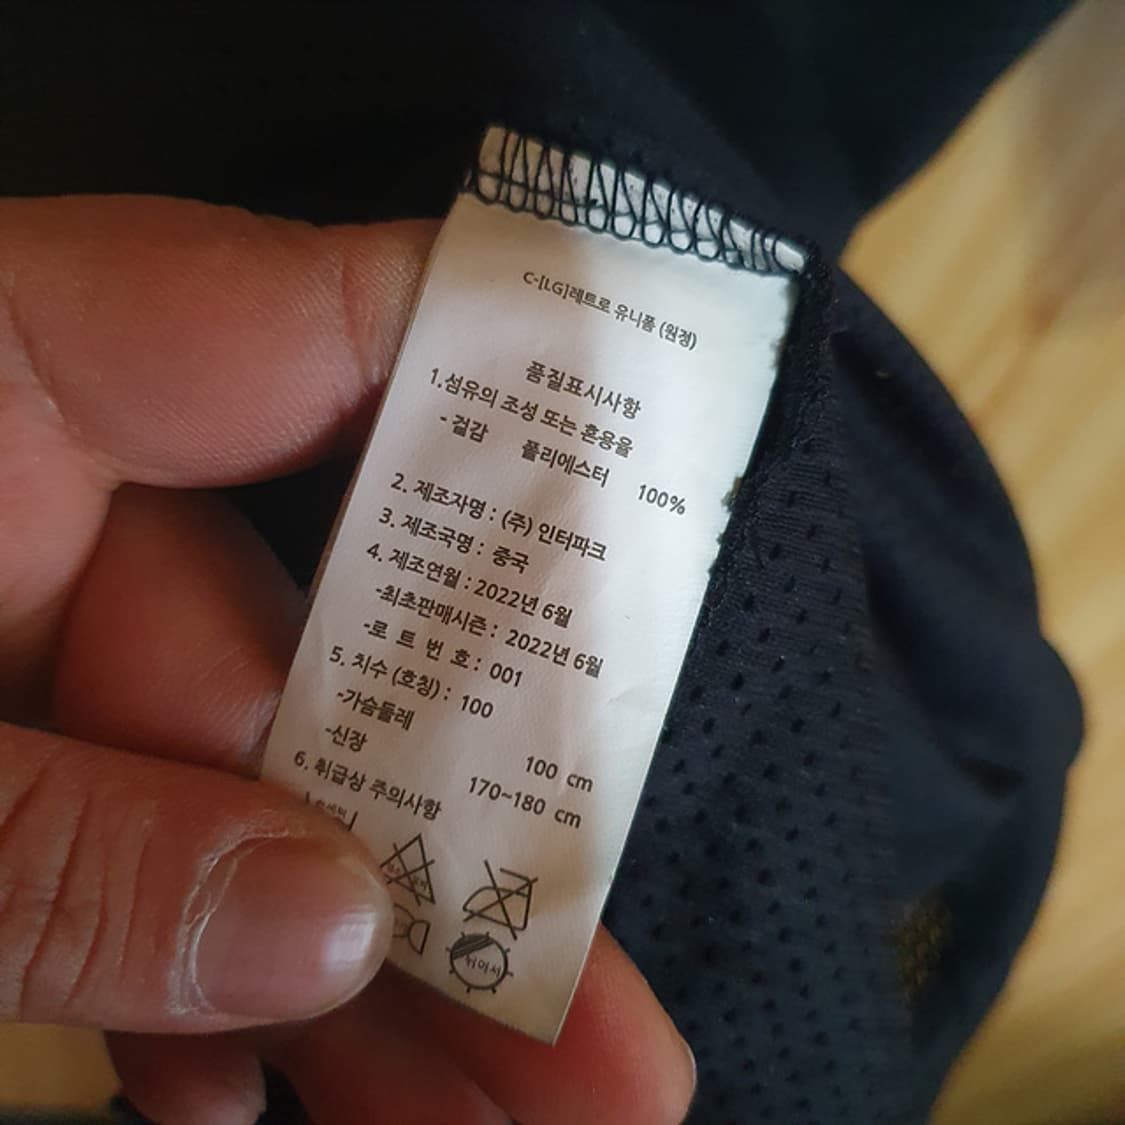 C-[LG]레트로 유니폼 (원정)
품질표시사항
1.섬유의 조성 또는 혼용율
- 겉감 폴리에스터 100%
2. 제조자명 : (주) 인터파크
3. 제조국명 : 중국
4. 제조연월 : 2022년 6월
-최초판매시즌 : 2022년 6월
-로 트 번 호 : 001
5. 치수 (호칭) : 100
-가슴둘레 100 cm
-신장 170~180 cm
6. 취급상 주의사항
뉘어서